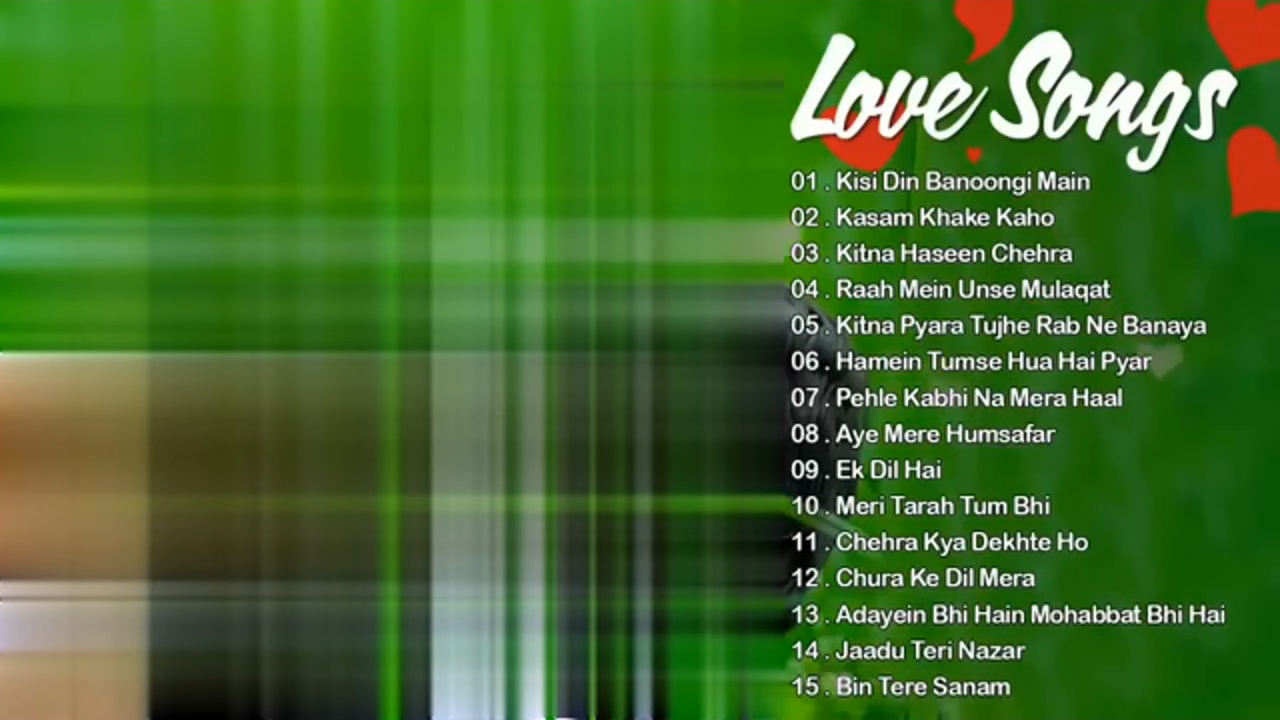 Love Songs
01 . Kisi Din Banoongi Main
02 . Kasam Khake Kaho
03 . Kitna Haseen Chehra
04 . Raah Mein Unse Mulaqat
05 . Kitna Pyara Tujhe Rab Ne Banaya
06 . Hamein Tumse Hua Hai Pyar
07 . Pehle Kabhi Na Mera Haal
08 . Aye Mere Humsafar
09 . Ek Dil Hai
10 . Meri Tarah Tum Bhi
11 . Chehra Kya Dekhte Ho
12 . Chura Ke Dil Mera
13 . Adayein Bhi Hain Mohabbat Bhi Hai
14 . Jaadu Teri Nazar
15 . Bin Tere Sanam